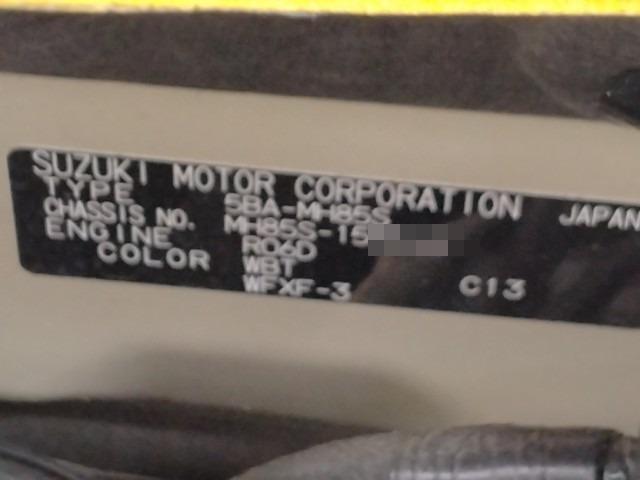 SUZUKI MOTOR CORPORATION JAPAN
TYPE 5BA-MH85S
CHASSIS NO. MH85S-15
ENGINE R06D
COLOR WBT
WFXF-3 C13